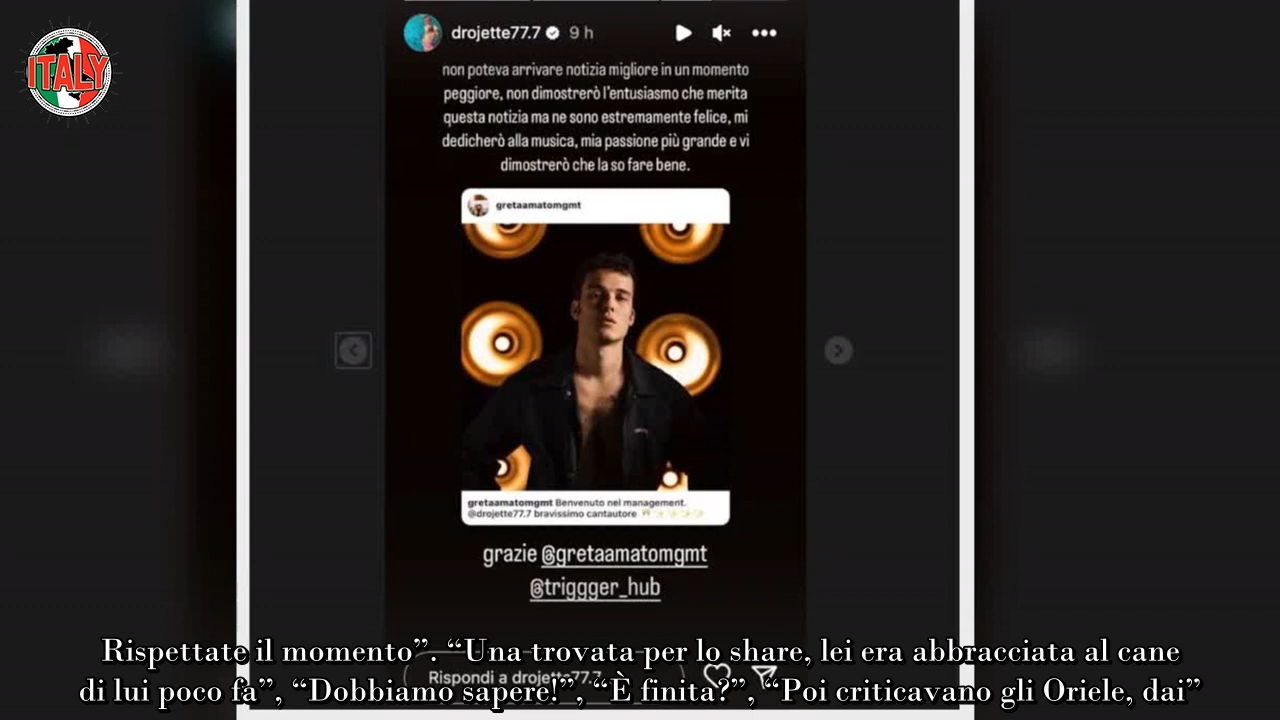 ITALY
drojette77.7 9 h
non poteva arrivare notizia migliore in un momento
peggiore, non dimostrerò l'entusiasmo che merita
questa notizia ma ne sono estremamente felice, mi
dedicherò alla musica, mia passione più grande e vi
dimostrerò che la so fare bene.
gretaamatomgmt
gretaamatomgmt Benvenuto nel management.
@drojette77.7 bravissimo cantautore
grazie @gretaamatomgmt
@triggger_hub
Rispondi a drojette77.7
Rispettate il momento”. “Una trovata per lo share, lei era abbracciata al cane
di lui poco fa”, “Dobbiamo sapere!”, “È finita?”, “Poi criticavano gli Oriele, dai”